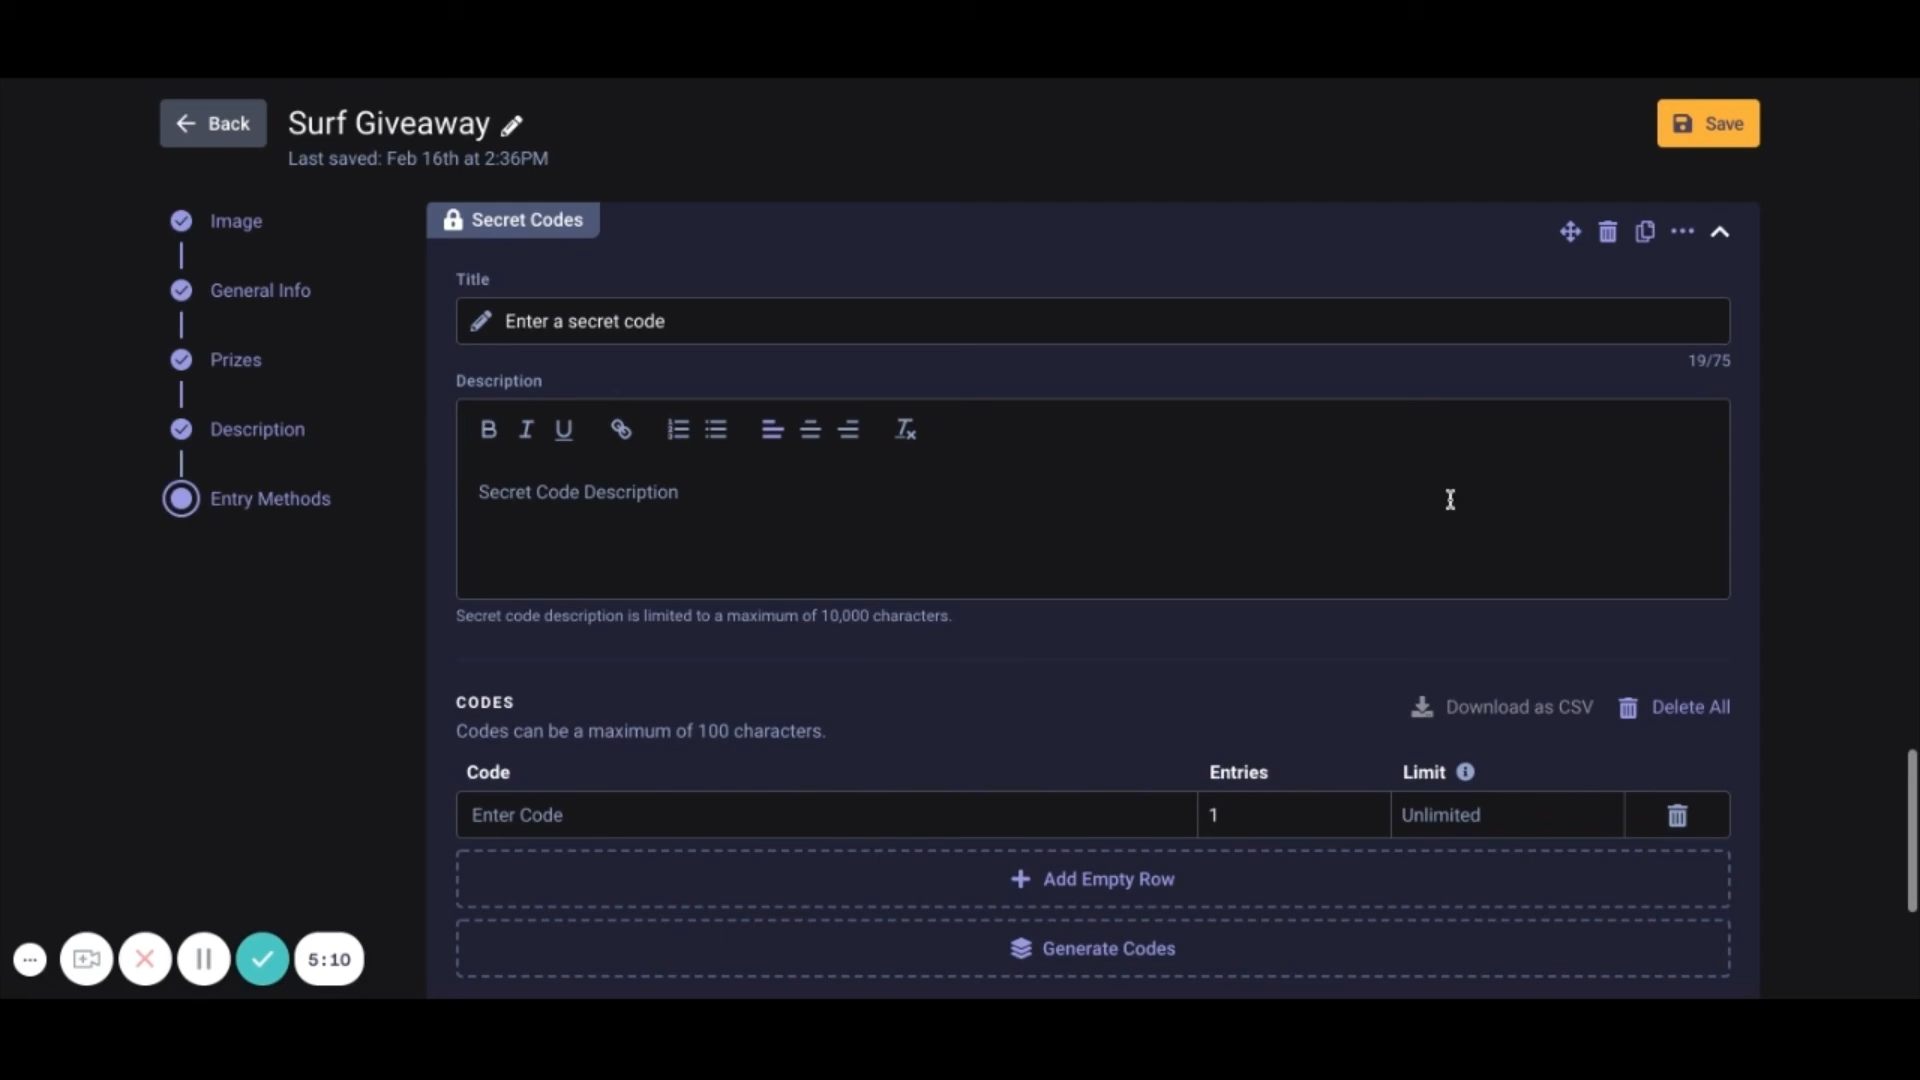 Back
Surf Giveaway
Last saved: Feb 16th at 2:36PM
Save
Image
General Info
Prizes
Description
Entry Methods
Secret Codes
Title
Enter a secret code
19/75
Description
B I U
Secret Code Description
Secret code description is limited to a maximum of 10,000 characters.
CODES
Download as CSV
Delete All
Codes can be a maximum of 100 characters.
Code Entries Limit
Enter Code 1 Unlimited
Add Empty Row
Generate Codes
5:10